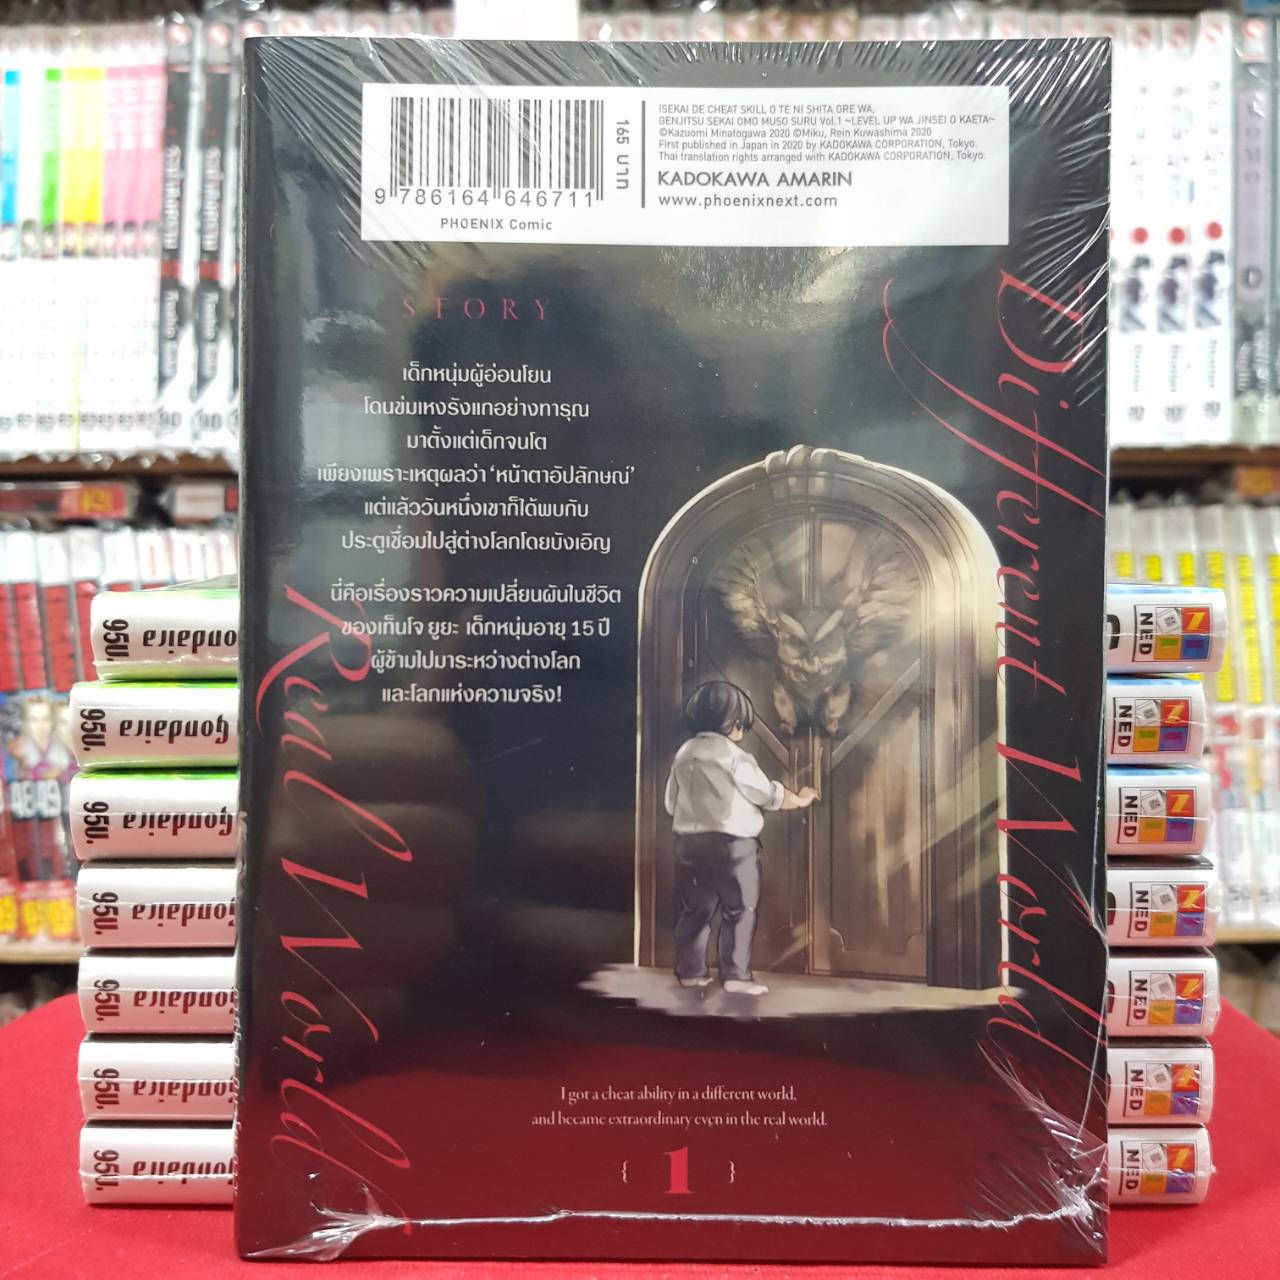 ISEKAI DE CHEAT SKILL O TE NI SHITA ORE WA,
GENJITSU SEKAI OMO MUSO SURU Vol.1 ~LEVEL UP WA JINSEI O KAETA~
©Kazuomi Minatogawa 2020 ©Miku, Rein Kuwashima 2020
First published in Japan in 2020 by KADOKAWA CORPORATION, Tokyo.
Thai translation rights arranged with KADOKAWA CORPORATION, Tokyo.
KADOKAWA AMARIN
www.phoenixnext.com
165 บาท
9 786164 646711
PHOENIX Comic
STORY
เด็กหนุ่มผู้อ่อนโยน
โดนข่มเหงรังแกอย่างทารุณ
มาตั้งแต่เด็กจนโต
เพียงเพราะเหตุผลว่า ‘หน้าตาอัปลักษณ์’
แต่แล้ววันหนึ่งเขาก็ได้พบกับ
ประตูเชื่อมไปสู่ต่างโลกโดยบังเอิญ
นี่คือเรื่องราวความเปลี่ยนผันในชีวิต
ของเท็นโจ ยูยะ เด็กหนุ่มอายุ 15 ปี
ผู้ข้ามไปมาระหว่างต่างโลก
และโลกแห่งความจริง!
Different World
Real World
I got a cheat ability in a different world,
and became extraordinary even in the real world.
{ 1 }
Gondaira 95บ.
Gondaira 95บ.
Gondaira 95บ.
Gondaira 95บ.
Gondaira 95บ.
Gondaira 95บ.
Gondaira 95บ.
NED
NED
NED
NED
NED
NED
NED